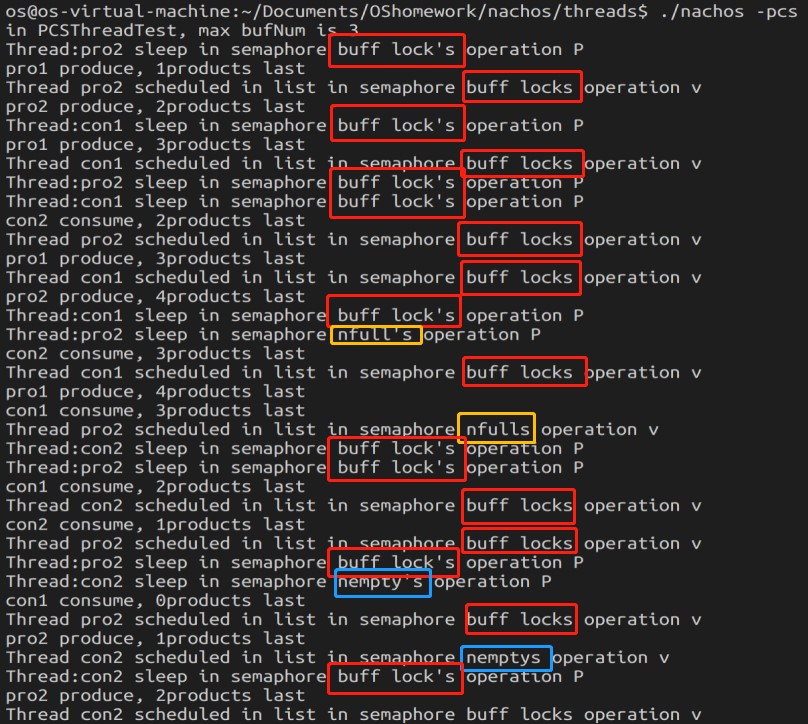 os@os-virtual-machine:~/Documents/OShomework/nachos/threads$ ./nachos -pcs
in PCSThreadTest, max bufNum is 3
Thread:pro2 sleep in semaphore buff lock's operation P
pro1 produce, 1products last
Thread pro2 scheduled in list in semaphore buff locks operation v
pro2 produce, 2products last
Thread:con1 sleep in semaphore buff lock's operation P
pro1 produce, 3products last
Thread con1 scheduled in list in semaphore buff locks operation v
Thread:pro2 sleep in semaphore buff lock's operation P
Thread:con1 sleep in semaphore buff lock's operation P
con2 consume, 2products last
Thread pro2 scheduled in list in semaphore buff locks operation v
pro1 produce, 3products last
Thread con1 scheduled in list in semaphore buff locks operation v
pro2 produce, 4products last
Thread:con1 sleep in semaphore buff lock's operation P
Thread:pro2 sleep in semaphore nfull's operation P
con2 consume, 3products last
Thread con1 scheduled in list in semaphore buff locks operation v
pro1 produce, 4products last
con1 consume, 3products last
Thread pro2 scheduled in list in semaphore nfulls operation v
Thread:con2 sleep in semaphore buff lock's operation P
Thread:pro2 sleep in semaphore buff lock's operation P
con1 consume, 2products last
Thread con2 scheduled in list in semaphore buff locks operation v
con2 consume, 1products last
Thread pro2 scheduled in list in semaphore buff locks operation v
Thread:pro2 sleep in semaphore buff lock's operation P
Thread:con2 sleep in semaphore nempty's operation P
con1 consume, 0products last
Thread pro2 scheduled in list in semaphore buff locks operation v
pro2 produce, 1products last
Thread con2 scheduled in list in semaphore nemptys operation v
Thread:con2 sleep in semaphore buff lock's operation P
pro2 produce, 2products last
Thread con2 scheduled in list in semaphore buff locks operation v